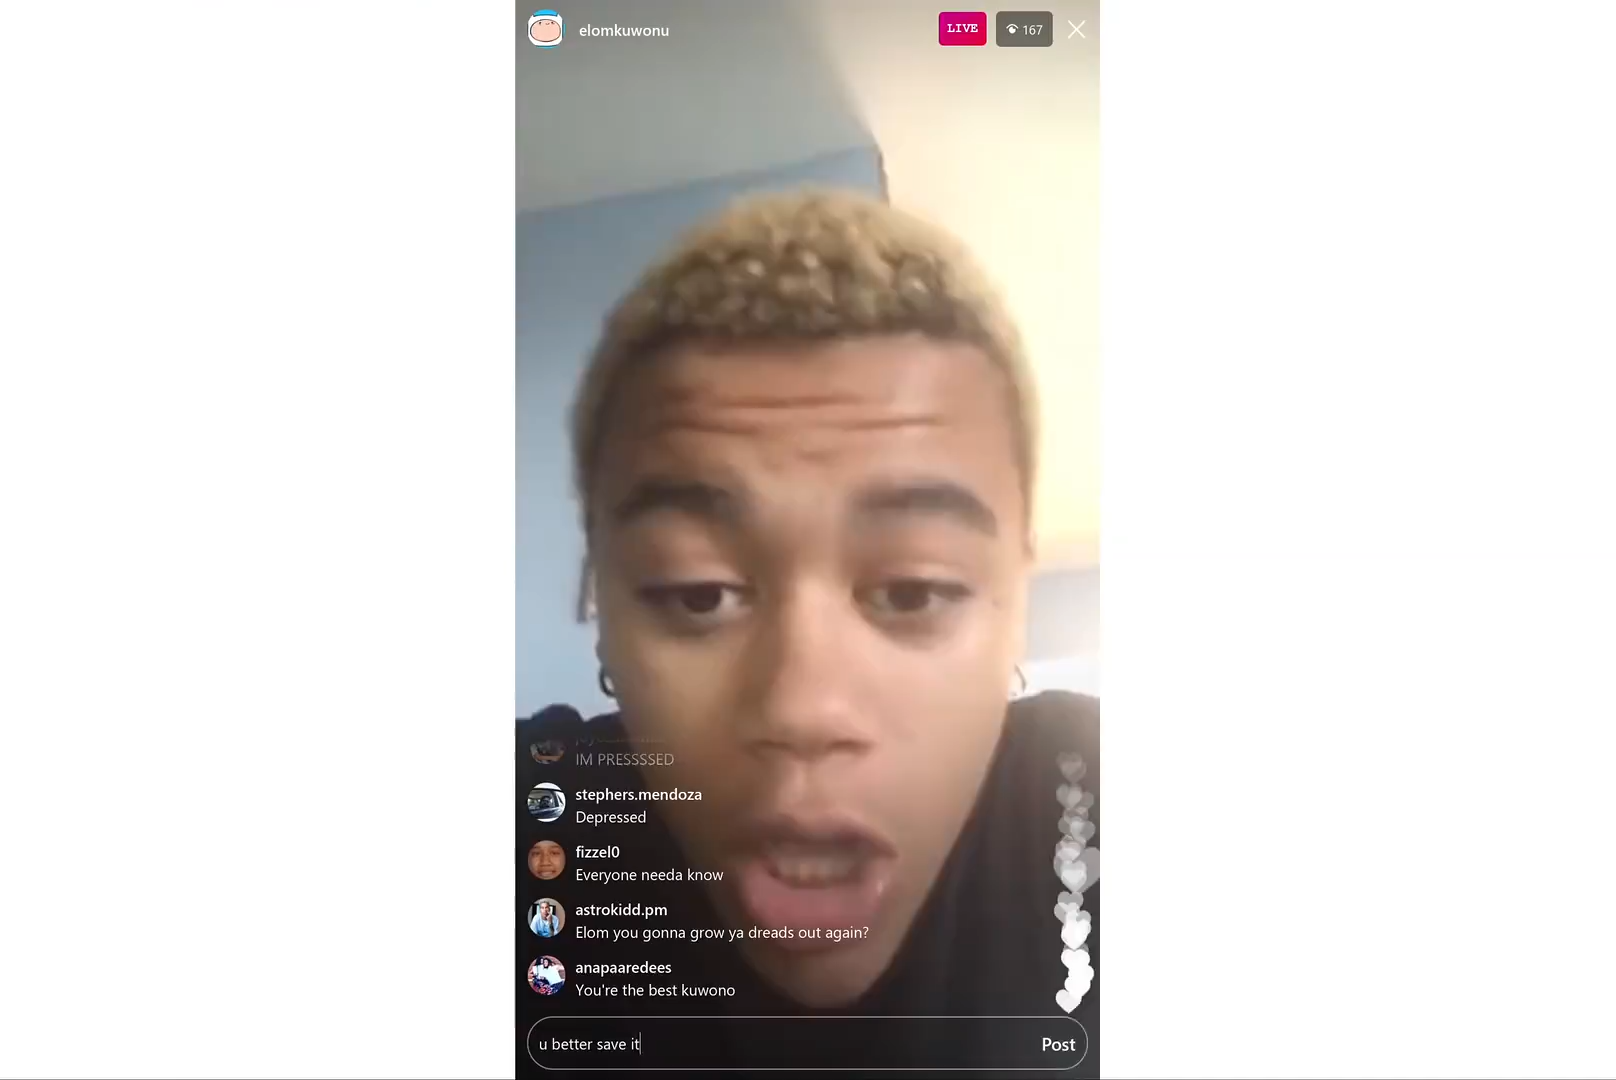 elomkuwonu
LIVE
167
IM PRESSSSED
stephers.mendoza
Depressed
fizzel0
Everyone needa know
astrokidd.pm
Elom you gonna grow ya dreads out again?
anapaaredees
You're the best kuwono
u better save it
Post